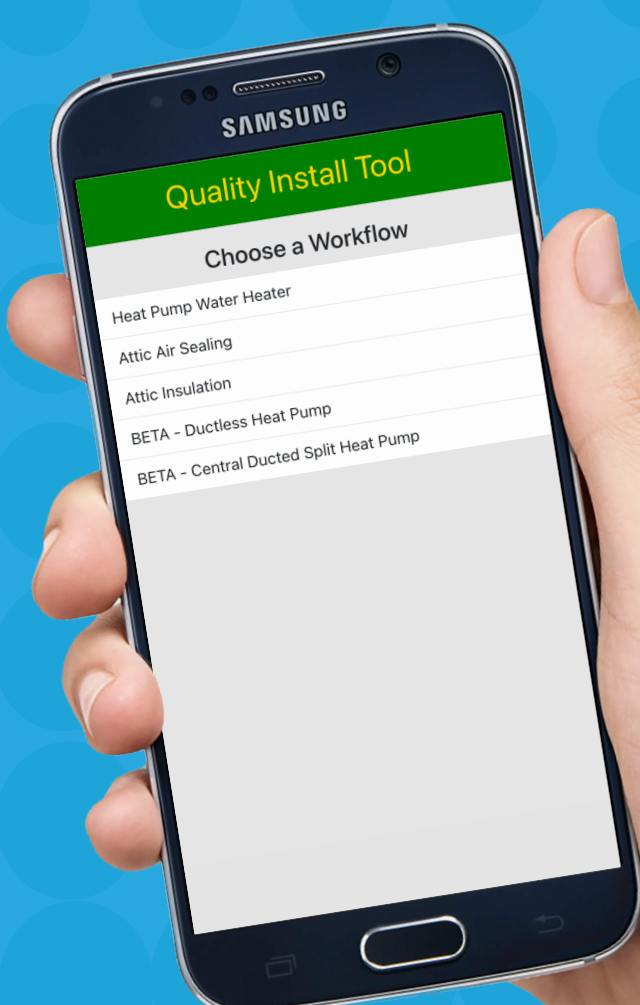 SAMSUNG
Quality Install Tool
Choose a Workflow
Heat Pump Water Heater
Attic Air Sealing
Attic Insulation
BETA - Ductless Heat Pump
BETA - Central Ducted Split Heat Pump